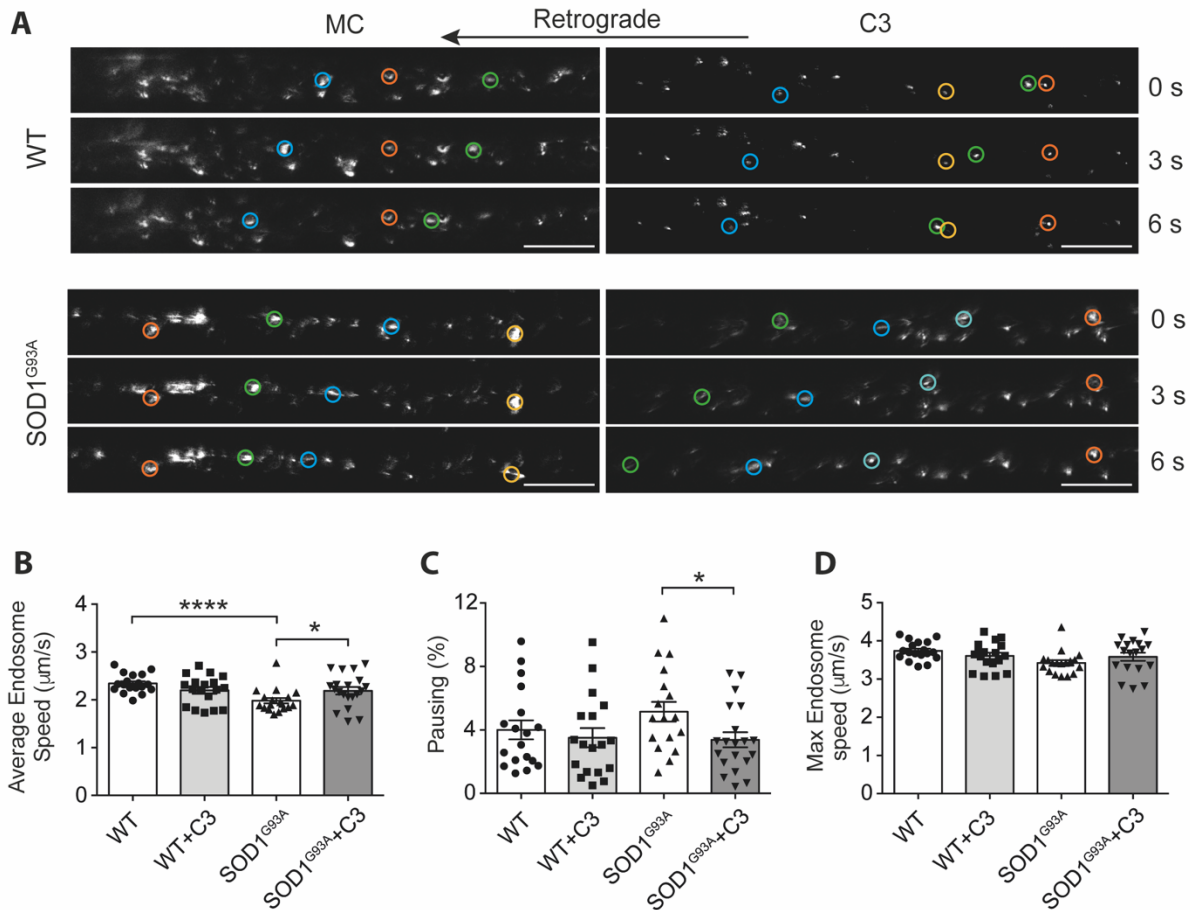 A
MC
Retrograde
C3
WT
0 s
3 s
6 s
SOD1G93A
0 s
3 s
6 s
B
Average Endosome
Speed (μm/s)
4
3
2
1
0
****
*
WT
WT+C3
SOD1G93A
SOD1G93A+C3
C
Pausing (%)
12
8
4
0
*
WT
WT+C3
SOD1G93A
SOD1G93A+C3
D
Max Endosome
speed (μm/s)
5
4
3
2
1
0
WT
WT+C3
SOD1G93A
SOD1G93A+C3